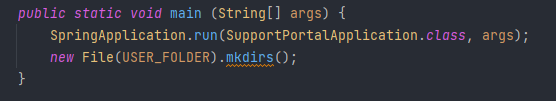 public static void main (String[] args) {
SpringApplication.run(SupportPortalApplication.class, args);
new File(USER_FOLDER).mkdirs();
}